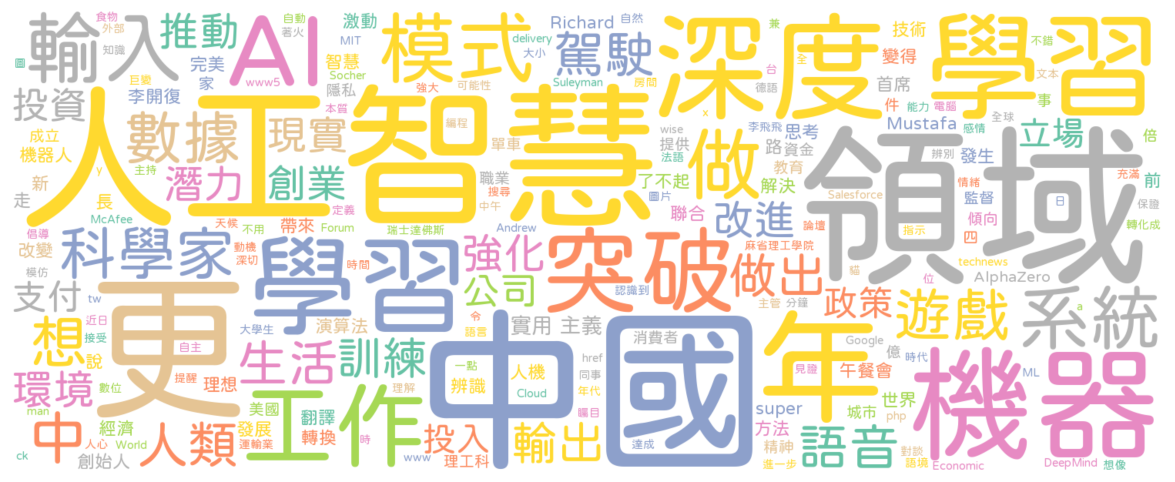 人工智慧
深度學習
領域
中國
更
學習
機器
突破
年
做
AI
模式
輸入
推動
駕駛
投資
數據
現實
潛力
創業
科學家
強化
公司
改進
做出
政策
遊戲
系統
支付
想
環境
生活
訓練
工作
人類
中
投入
輸出
語音
立場
食物
外部
自動
著火
知識
巨變
www5
完美
家
李開復
激動
MIT
智慧
Socher
隱私
本質
強大
Richard
delivery
自然
大小
可能性
Suleyman
房間
編程
單車
兼
台
全
德語
x
技術
變得
首席
件
能力
電腦
Mustafa
感情
全球
不錯
文本
事
倍
前
成立
機器人
新
走
y
長
主持
McAfee
倡導
改變
模仿
天候
不用
動機
深切
定義
帶來
Forum
時間
瑞士達佛斯
職業
搜尋
中午
Andrew
wise
提供
法語
圖片
了不起
李飛飛
路
資金
思考
教育
解決
聯合
論壇
麻省理工學院
認識到
Salesforce
指示
辨別
發生
情緒
監督
傾向
四
日
充滿
保證
轉化成
technews
貓
位
AlphaZero
主管
分鐘
消費者
實用
主義
令
語言
演算法
大學生
tw
近日
接受
說
自主
數位
提醒
理想
man
經濟
人心
World
創始人
ck
美國
發展
運輸業
翻譯
轉換
時
理解
一點
辨識
www
理工科
人機
Cloud
href
同事
年代
矚目
達成
見證
午餐會
Google
億
時代
世界
城市
php
super
方法
精神
進一步
對談
語境
Economic
ML
DeepMind
想像
a
圖